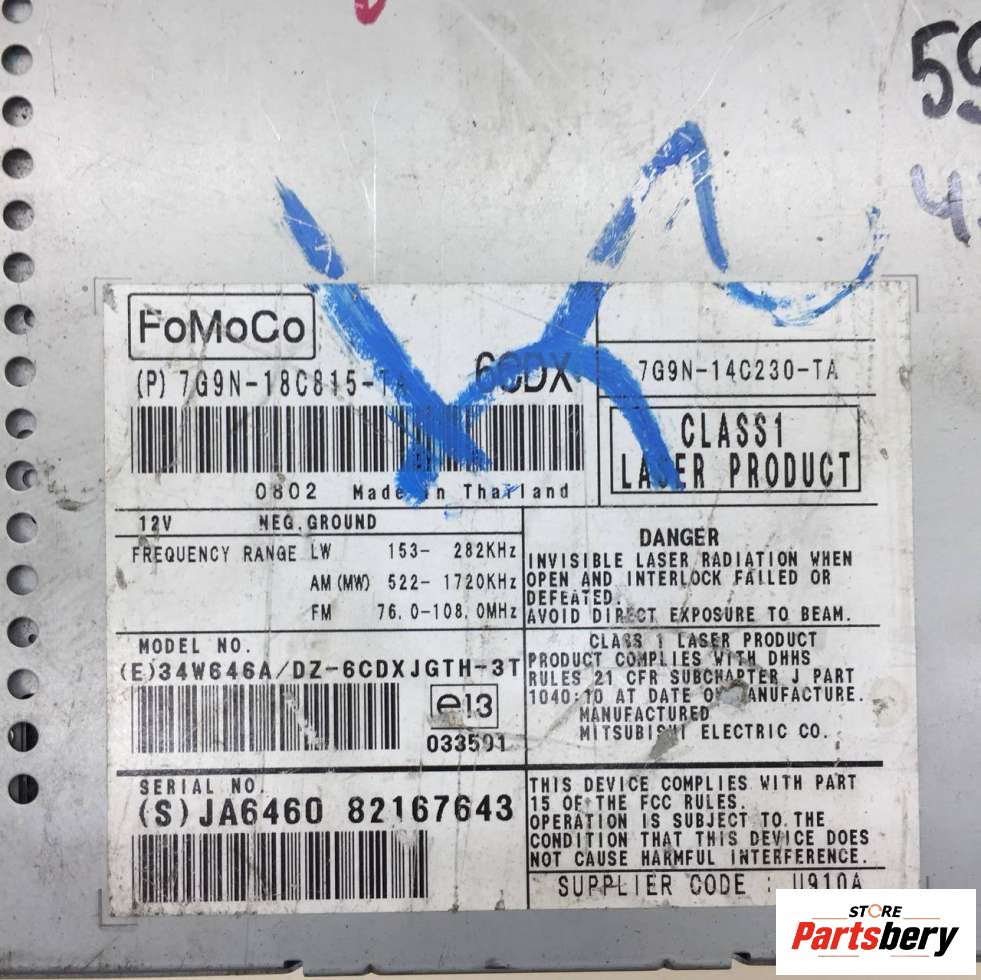 59
FoMoCo
(P) 7G9N-18C815-TA
6CDX
7G9N-14C230-TA
CLASS1
LASER PRODUCT
0802 Made in Thailand
12V NEG.GROUND
FREQUENCY RANGE LW 153- 282KHz
AM(MW) 522- 1720KHz
FM 76.0-108.0MHz
DANGER
INVISIBLE LASER RADIATION WHEN
OPEN AND INTERLOCK FAILED OR
DEFEATED.
AVOID DIRECT EXPOSURE TO BEAM.
MODEL NO.
(E)34W646A/DZ-6CDXJGTH-3T
e13
033591
CLASS 1 LASER PRODUCT
PRODUCT COMPLIES WITH DHHS
RULES 21 CFR SUBCHAPTER J PART
1040:10 AT DATE OF MANUFACTURE.
MANUFACTURED
MITSUBISHI ELECTRIC CO.
SERIAL NO.
(S)JA6460 82167643
THIS DEVICE COMPLIES WITH PART
15 OF THE FCC RULES.
OPERATION IS SUBJECT TO THE
CONDITION THAT THIS DEVICE DOES
NOT CAUSE HARMFUL INTERFERENCE.
SUPPLIER CODE : U910A
STORE
Partsbery